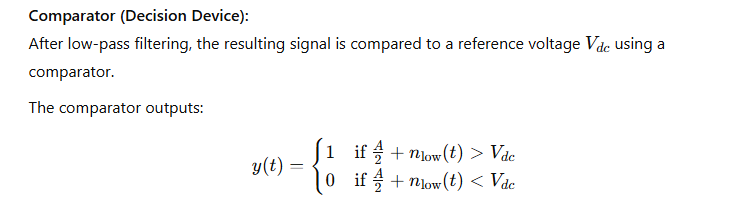 Comparator (Decision Device):
After low-pass filtering, the resulting signal is compared to a reference voltage $V_{dc}$ using a
comparator.
The comparator outputs:
$y(t) = \begin{cases} 1 & \text{if } \frac{A}{2} + n_{\text{low}}(t) > V_{dc} \\ 0 & \text{if } \frac{A}{2} + n_{\text{low}}(t) < V_{dc} \end{cases}$